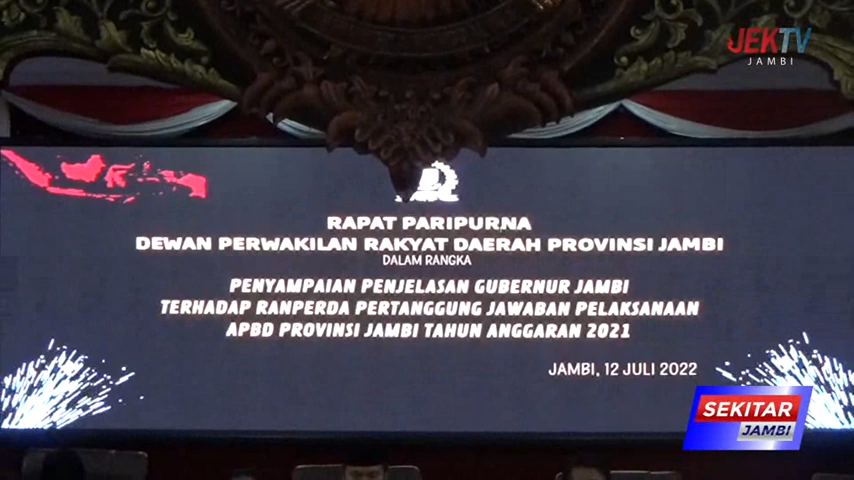 JEKTV
JAMBI
RAPAT PARIPURNA
DEWAN PERWAKILAN RAKYAT DAERAH PROVINSI JAMBI
DALAM RANGKA
PENYAMPAIAN PENJELASAN GUBERNUR JAMBI
TERHADAP RANPERDA PERTANGGUNG JAWABAN PELAKSANAAN
APBD PROVINSI JAMBI TAHUN ANGGARAN 2021
JAMBI, 12 JULI 2022
SEKITAR
JAMBI